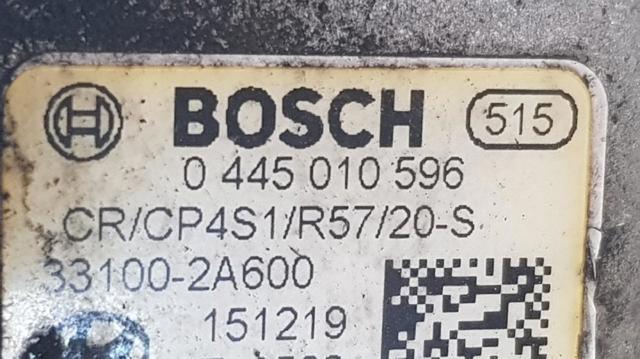 BOSCH 515
0 445 010 596
CR/CP4S1/R57/20-S
33100-2A600
151219